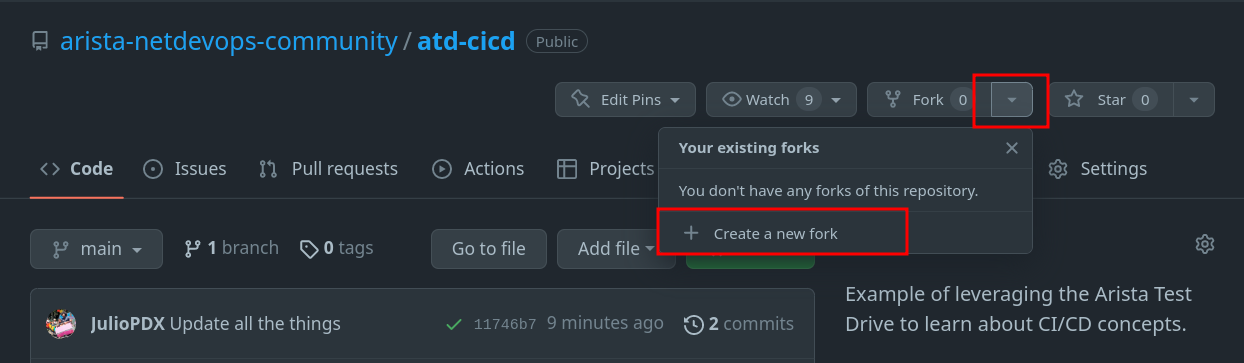 arista-netdevops-community / atd-cicd Public
Edit Pins Watch 9 Fork 0 Star 0
Your existing forks
Code Issues Pull requests Actions Projects Settings
You don't have any forks of this repository.
Create a new fork
main 1 branch 0 tags Go to file Add file
Example of leveraging the Arista Test
Drive to learn about CI/CD concepts.
JulioPDX Update all the things 11746b7 9 minutes ago 2 commits